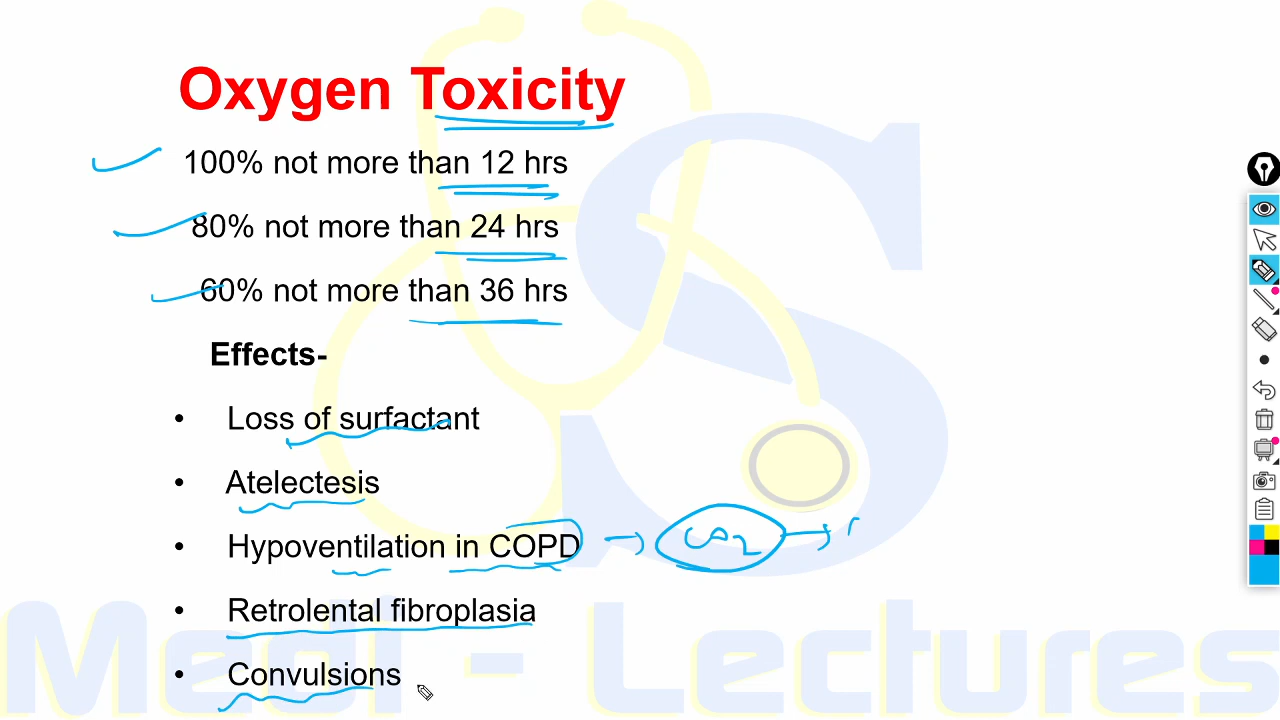 Oxygen Toxicity
100% not more than 12 hrs
80% not more than 24 hrs
60% not more than 36 hrs
Effects-
• Loss of surfactant
• Atelectesis
• Hypoventilation in COPD → CO2 →
• Retrolental fibroplasia
• Convulsions
Medi - Lectures